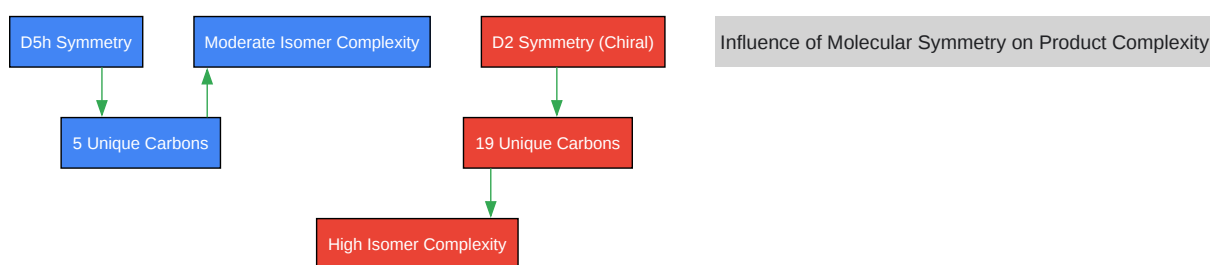 D5h Symmetry
Moderate Isomer Complexity
D2 Symmetry (Chiral)
Influence of Molecular Symmetry on Product Complexity
5 Unique Carbons
19 Unique Carbons
High Isomer Complexity